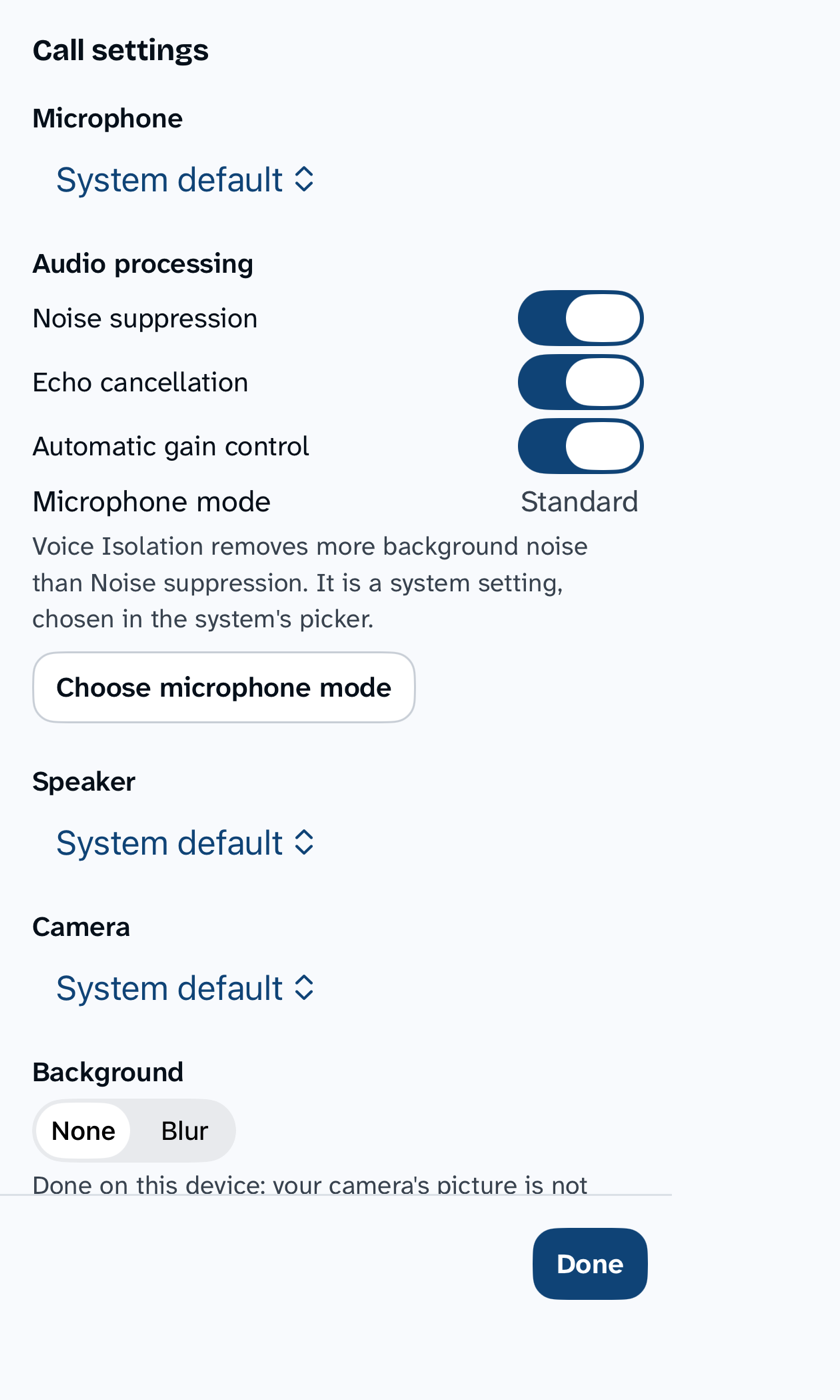 Call settings
Microphone
System default
Audio processing
Noise suppression
Echo cancellation
Automatic gain control
Microphone mode Standard
Voice Isolation removes more background noise
than Noise suppression. It is a system setting,
chosen in the system's picker.
Choose microphone mode
Speaker
System default
Camera
System default
Background
None Blur
Done on this device: your camera's picture is not
Done